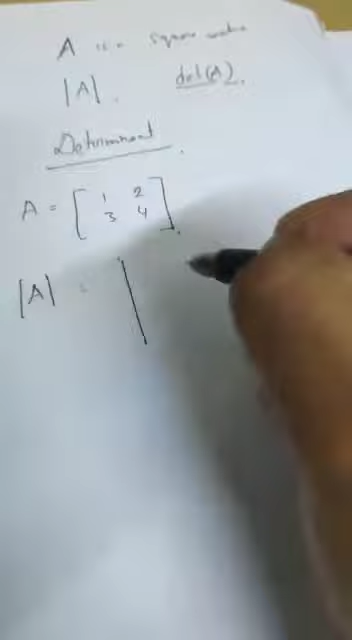 A is a square matrix
|A|. det(A).
Determinant.
A = [ 1 2
3 4 ].
|A| = |